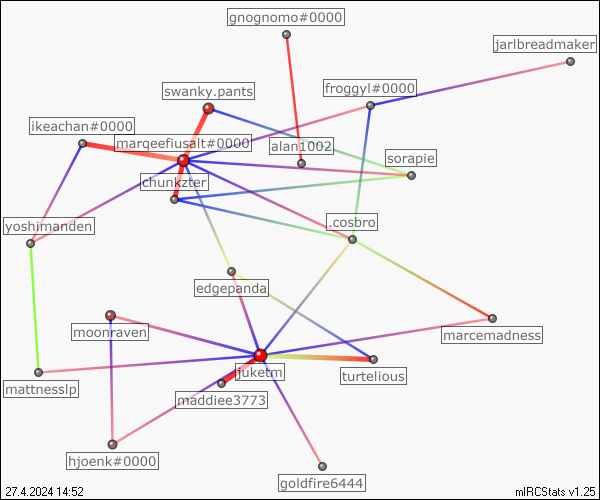 gnognomo#0000
jarlbreadmaker
swanky.pants
froggyl#0000
ikeachan#0000
marqeefiusalt#0000
alan1002
sorapie
chunkzter
yoshimanden
.cosbro
edgepanda
moonraven
marcemadness
juketm
turtelious
mattnesslp
maddiee3773
hjoenk#0000
goldfire6444
27.4.2024 14:52
mIRCStats v1.25